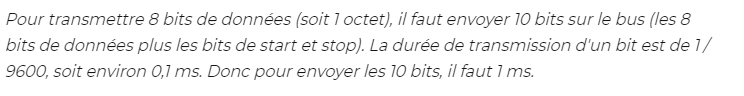 Pour transmettre 8 bits de données (soit 1 octet), il faut envoyer 10 bits sur le bus (les 8
bits de données plus les bits de start et stop). La durée de transmission d'un bit est de 1/
9600, soit environ 0,1 ms. Donc pour envoyer les 10 bits, il faut 1 ms.